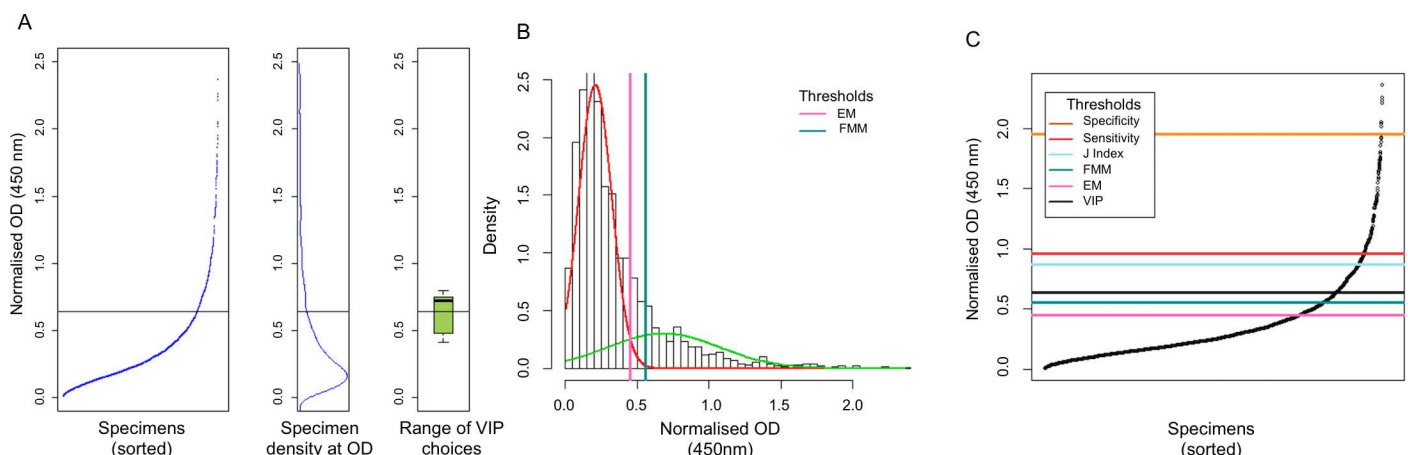 A
Normalised OD (450 nm)
0.0 0.5 1.0 1.5 2.0 2.5
Specimens
(sorted)
0.0 0.5 1.0 1.5 2.0 2.5
Specimen
density at OD
0.0 0.5 1.0 1.5 2.0 2.5
Range of VIP
choices
B
Density
0.0 0.5 1.0 1.5 2.0 2.5
Thresholds
EM
FMM
0.0 0.5 1.0 1.5 2.0
Normalised OD
(450nm)
C
Normalised OD (450 nm)
0.0 0.5 1.0 1.5 2.0
Thresholds
Specificity
Sensitivity
J Index
FMM
EM
VIP
Specimens
(sorted)